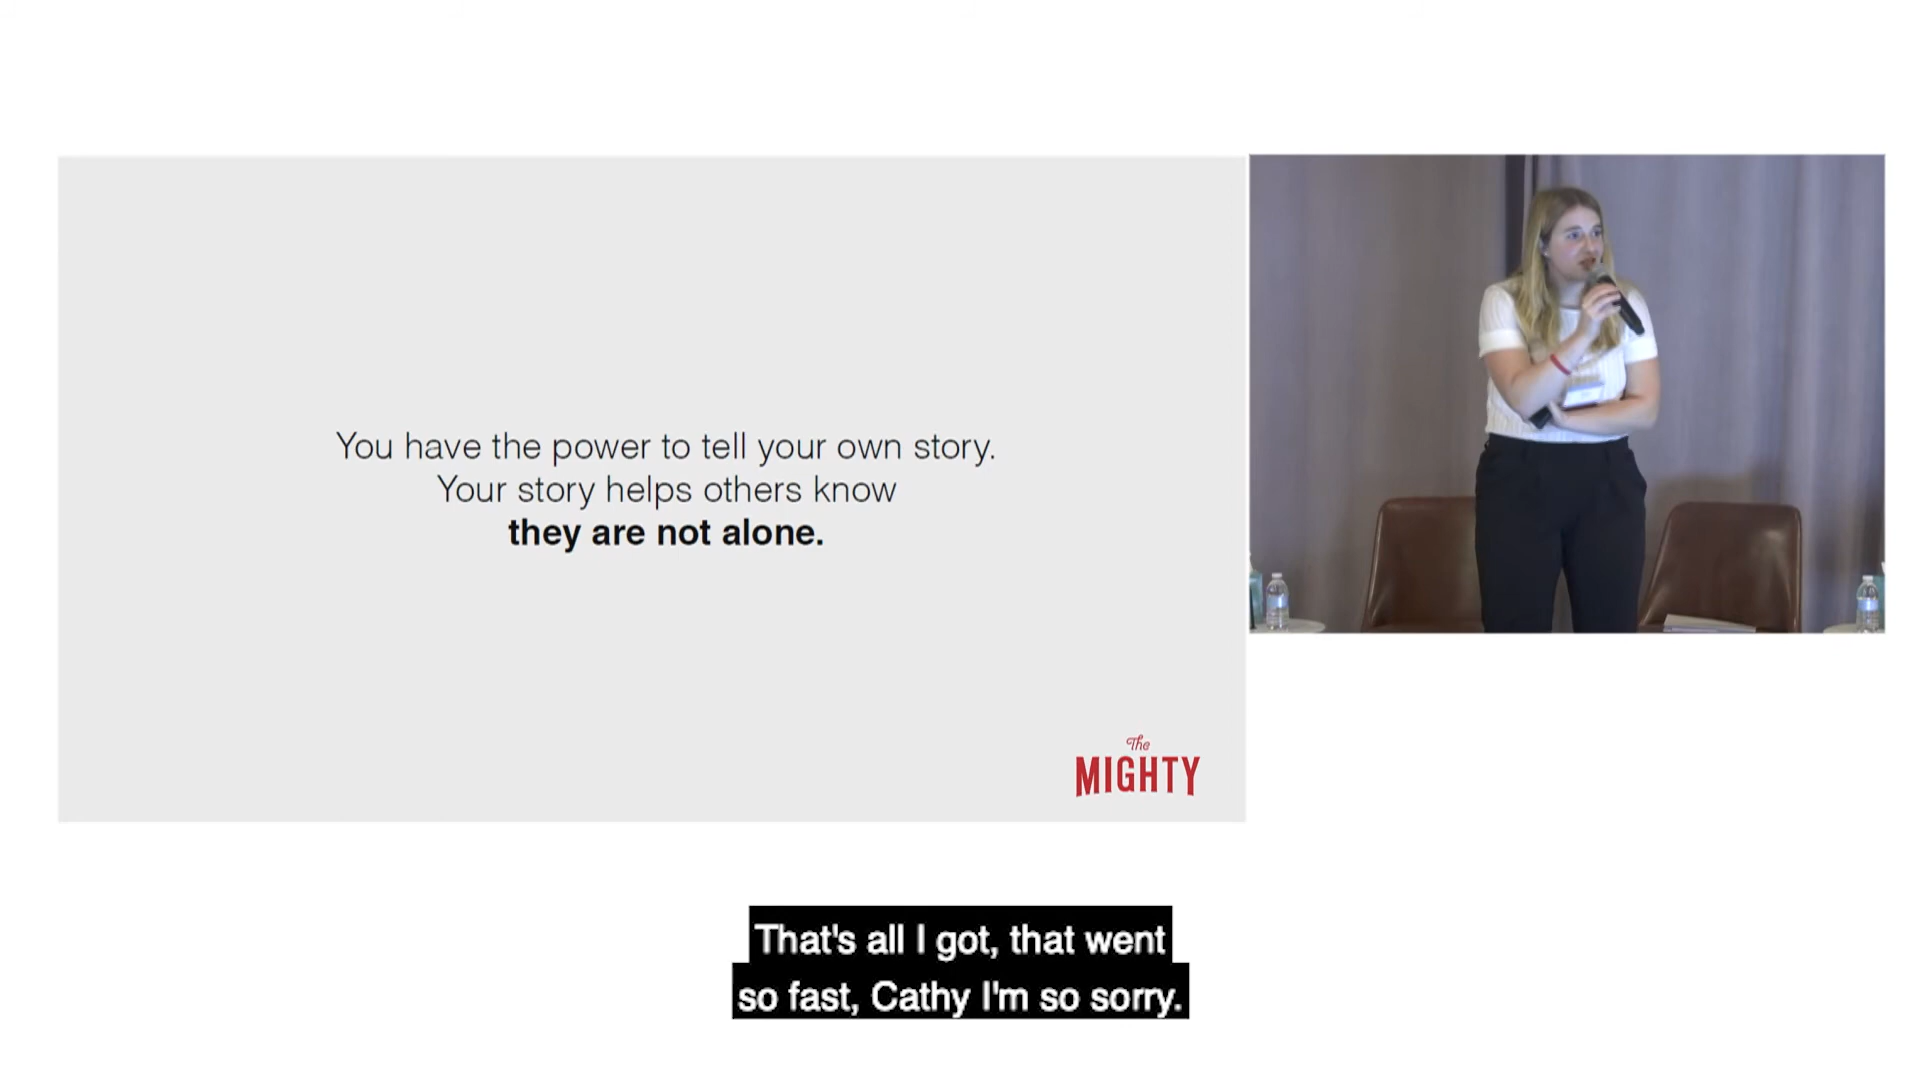 You have the power to tell your own story.
Your story helps others know
they are not alone.
The
MIGHTY
That's all I got, that went
so fast, Cathy I'm so sorry.